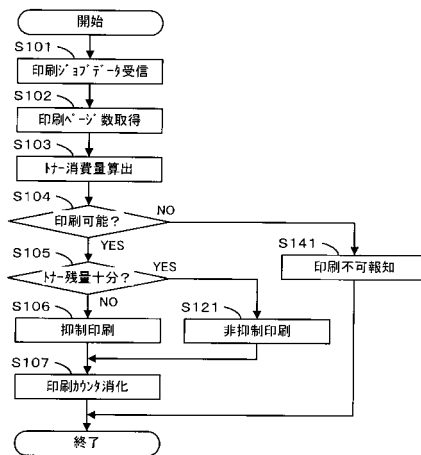 開始
S101
印刷ジョブデータ受信
S102
印刷ページ数取得
S103
トナー消費量算出
S104
印刷可能？
NO
YES
S105
トナー残量十分？
YES
NO
S141
印刷不可報知
S106
抑制印刷
S121
非抑制印刷
S107
印刷カウンタ消化
終了